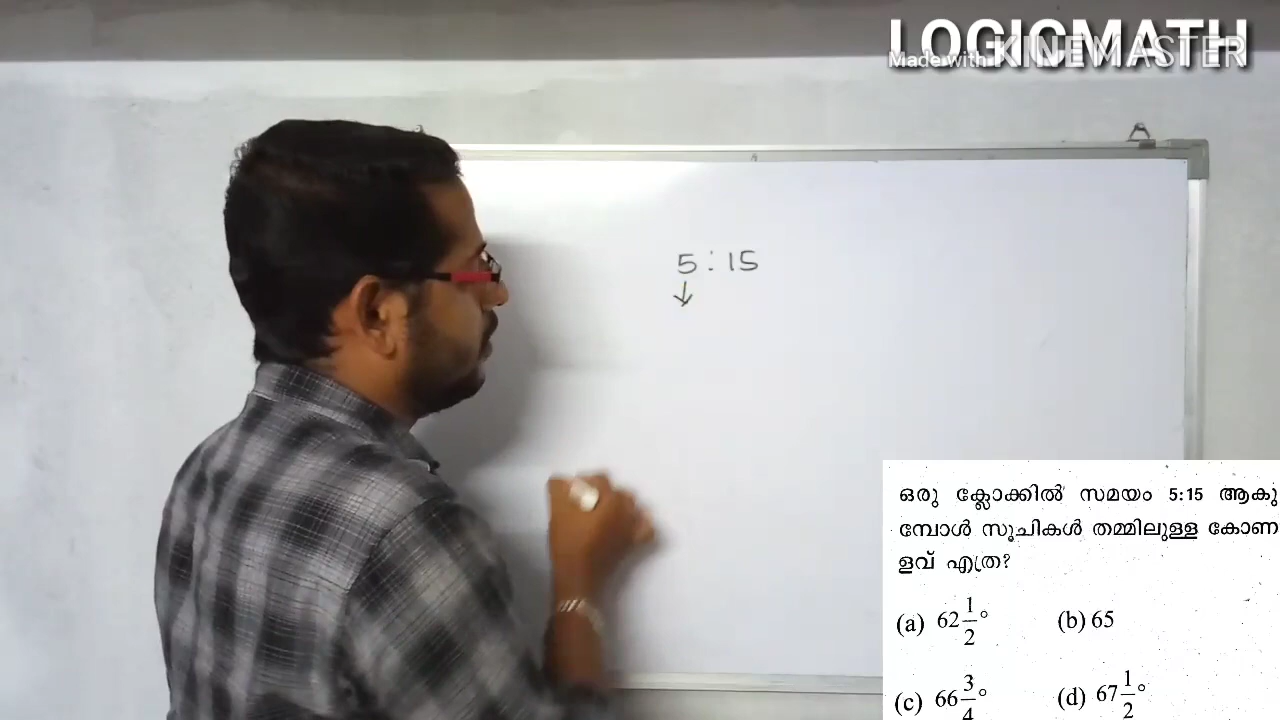 LOGICMATH
Made with KINEMASTER
5 : 15
↓
ഒരു ക്ലോക്കിൽ സമയം 5:15 ആകു
മ്പോൾ സൂചികൾ തമ്മിലുള്ള കോണ
ളവ് എത്ര?
(a) 62 1/2° (b) 65
(c) 66 3/4° (d) 67 1/2°